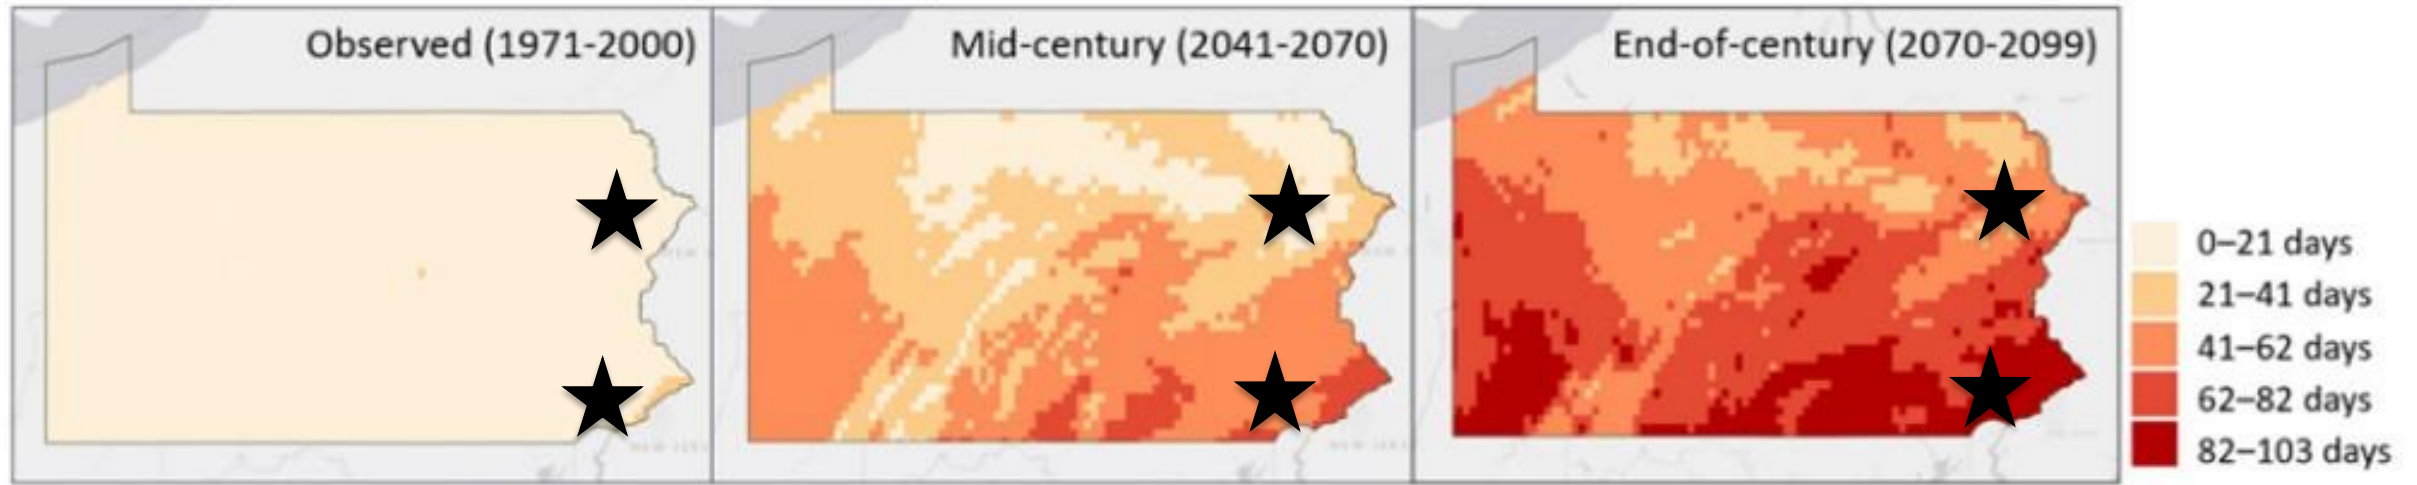 Observed (1971-2000)
Mid-century (2041-2070)
End-of-century (2070-2099)
0–21 days
21–41 days
41–62 days
62–82 days
82–103 days